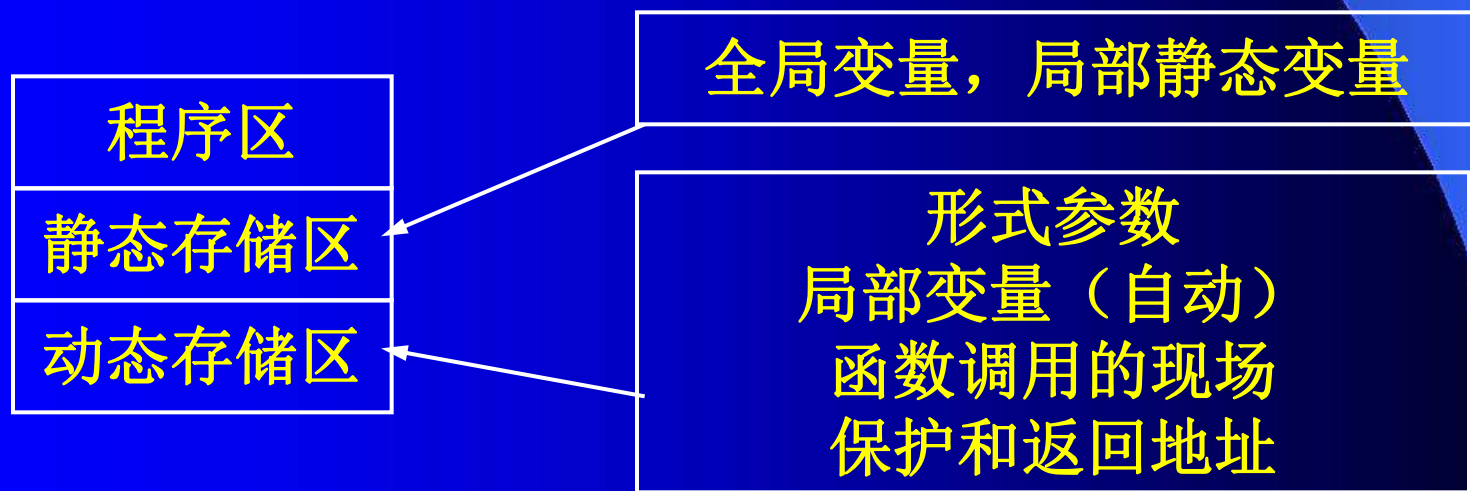 全局变量，局部静态变量
程序区
静态存储区
动态存储区
形式参数
局部变量（自动）
函数调用的现场
保护和返回地址